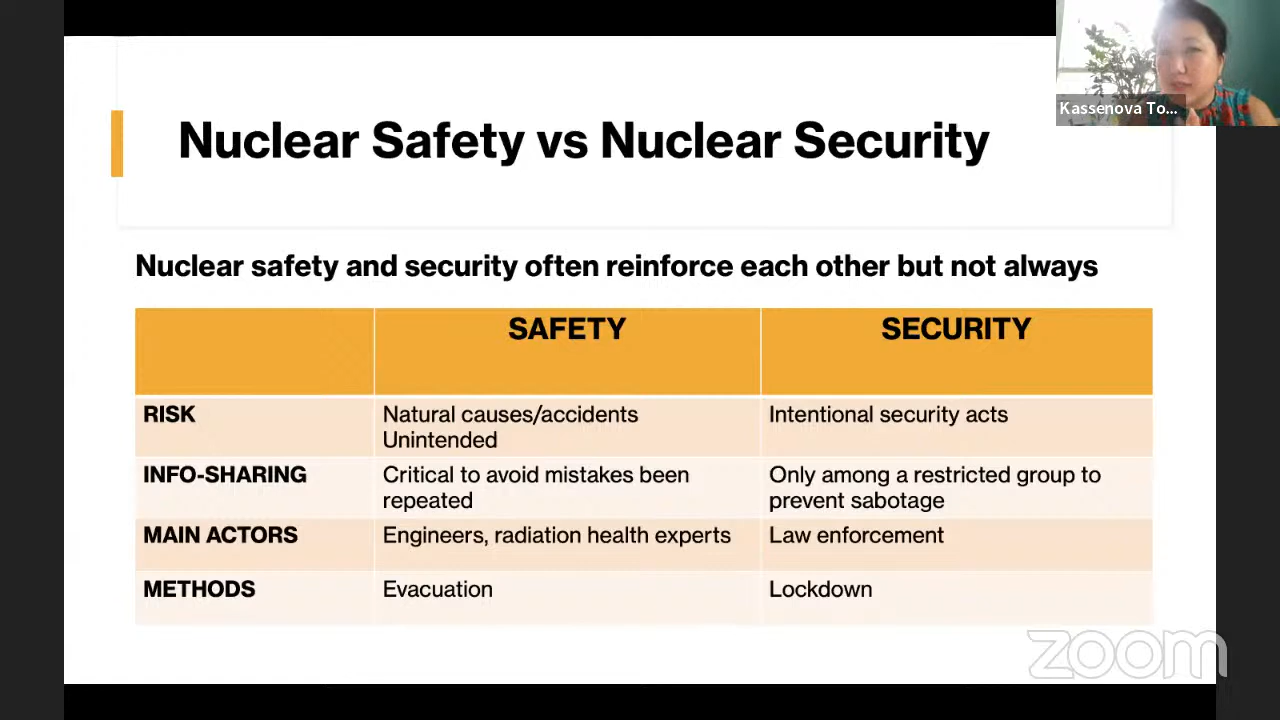 Kassenova To...
Nuclear Safety vs Nuclear Security
Nuclear safety and security often reinforce each other but not always
SAFETY
SECURITY
RISK
Natural causes/accidents
Unintended
Intentional security acts
INFO-SHARING
Critical to avoid mistakes been
repeated
Only among a restricted group to
prevent sabotage
MAIN ACTORS
Engineers, radiation health experts
Law enforcement
METHODS
Evacuation
Lockdown
zoom